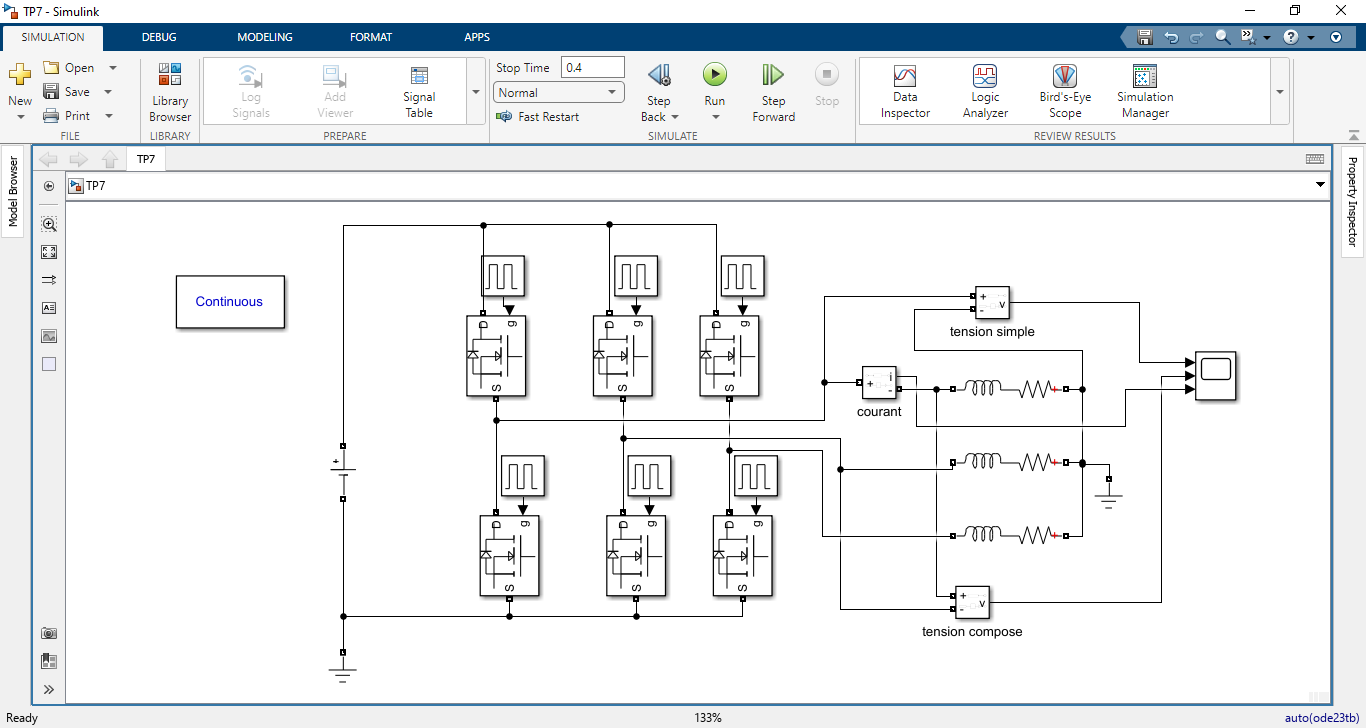 TP7 - Simulink
SIMULATION DEBUG MODELING FORMAT APPS
New
Open
Save
Print
FILE
Library
Browser
LIBRARY
Log
Signals
Add
Viewer
Signal
Table
PREPARE
Stop Time 0.4
Normal
Fast Restart
Step
Back
Run
Step
Forward
Stop
SIMULATE
Data
Inspector
Logic
Analyzer
Bird's-Eye
Scope
Simulation
Manager
REVIEW RESULTS
Model Browser
TP7
TP7
Property Inspector
Continuous
D g
S
D g
S
D g
S
+
D g
S
D g
S
D g
S
+
-
v
tension simple
+
i
-
courant
+
+
+
+
-
v
tension compose
Ready
133%
auto(ode23tb)